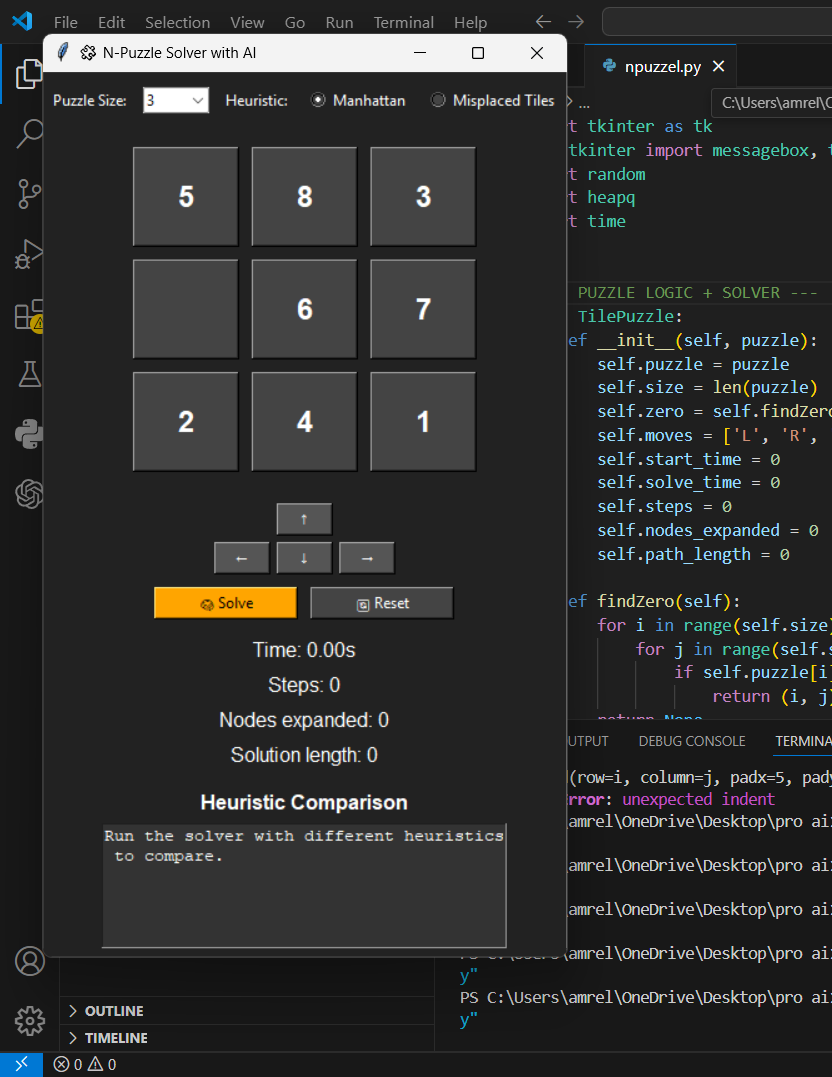 File Edit Selection View Go Run Terminal Help
N-Puzzle Solver with AI
npuzzel.py
Puzzle Size: 3 Heuristic: Manhattan Misplaced Tiles
...
C:\Users\amrel\O
5 8 3
6 7
2 4 1
↑
← ↓ →
Solve Reset
Time: 0.00s
Steps: 0
Nodes expanded: 0
Solution length: 0
Heuristic Comparison
Run the solver with different heuristics
to compare.
t tkinter as tk
tkinter import messagebox, t
t random
t heapq
t time
PUZZLE LOGIC + SOLVER ---
TilePuzzle:
ef __init__(self, puzzle):
self.puzzle = puzzle
self.size = len(puzzle)
self.zero = self.findZero
self.moves = ['L', 'R',
self.start_time = 0
self.solve_time = 0
self.steps = 0
self.nodes_expanded = 0
self.path_length = 0
ef findZero(self):
for i in range(self.size)
for j in range(self.s
if self.puzzle[i]
return (i, j)
return None
UTPUT DEBUG CONSOLE TERMINA
(row=i, column=j, padx=5, pady
rror: unexpected indent
amrel\OneDrive\Desktop\pro ai
amrel\OneDrive\Desktop\pro ai
amrel\OneDrive\Desktop\pro ai
PS C:\Users\amrel\OneDrive\Desktop\pro ai
y"
PS C:\Users\amrel\OneDrive\Desktop\pro ai
y"
OUTLINE
TIMELINE
0 0